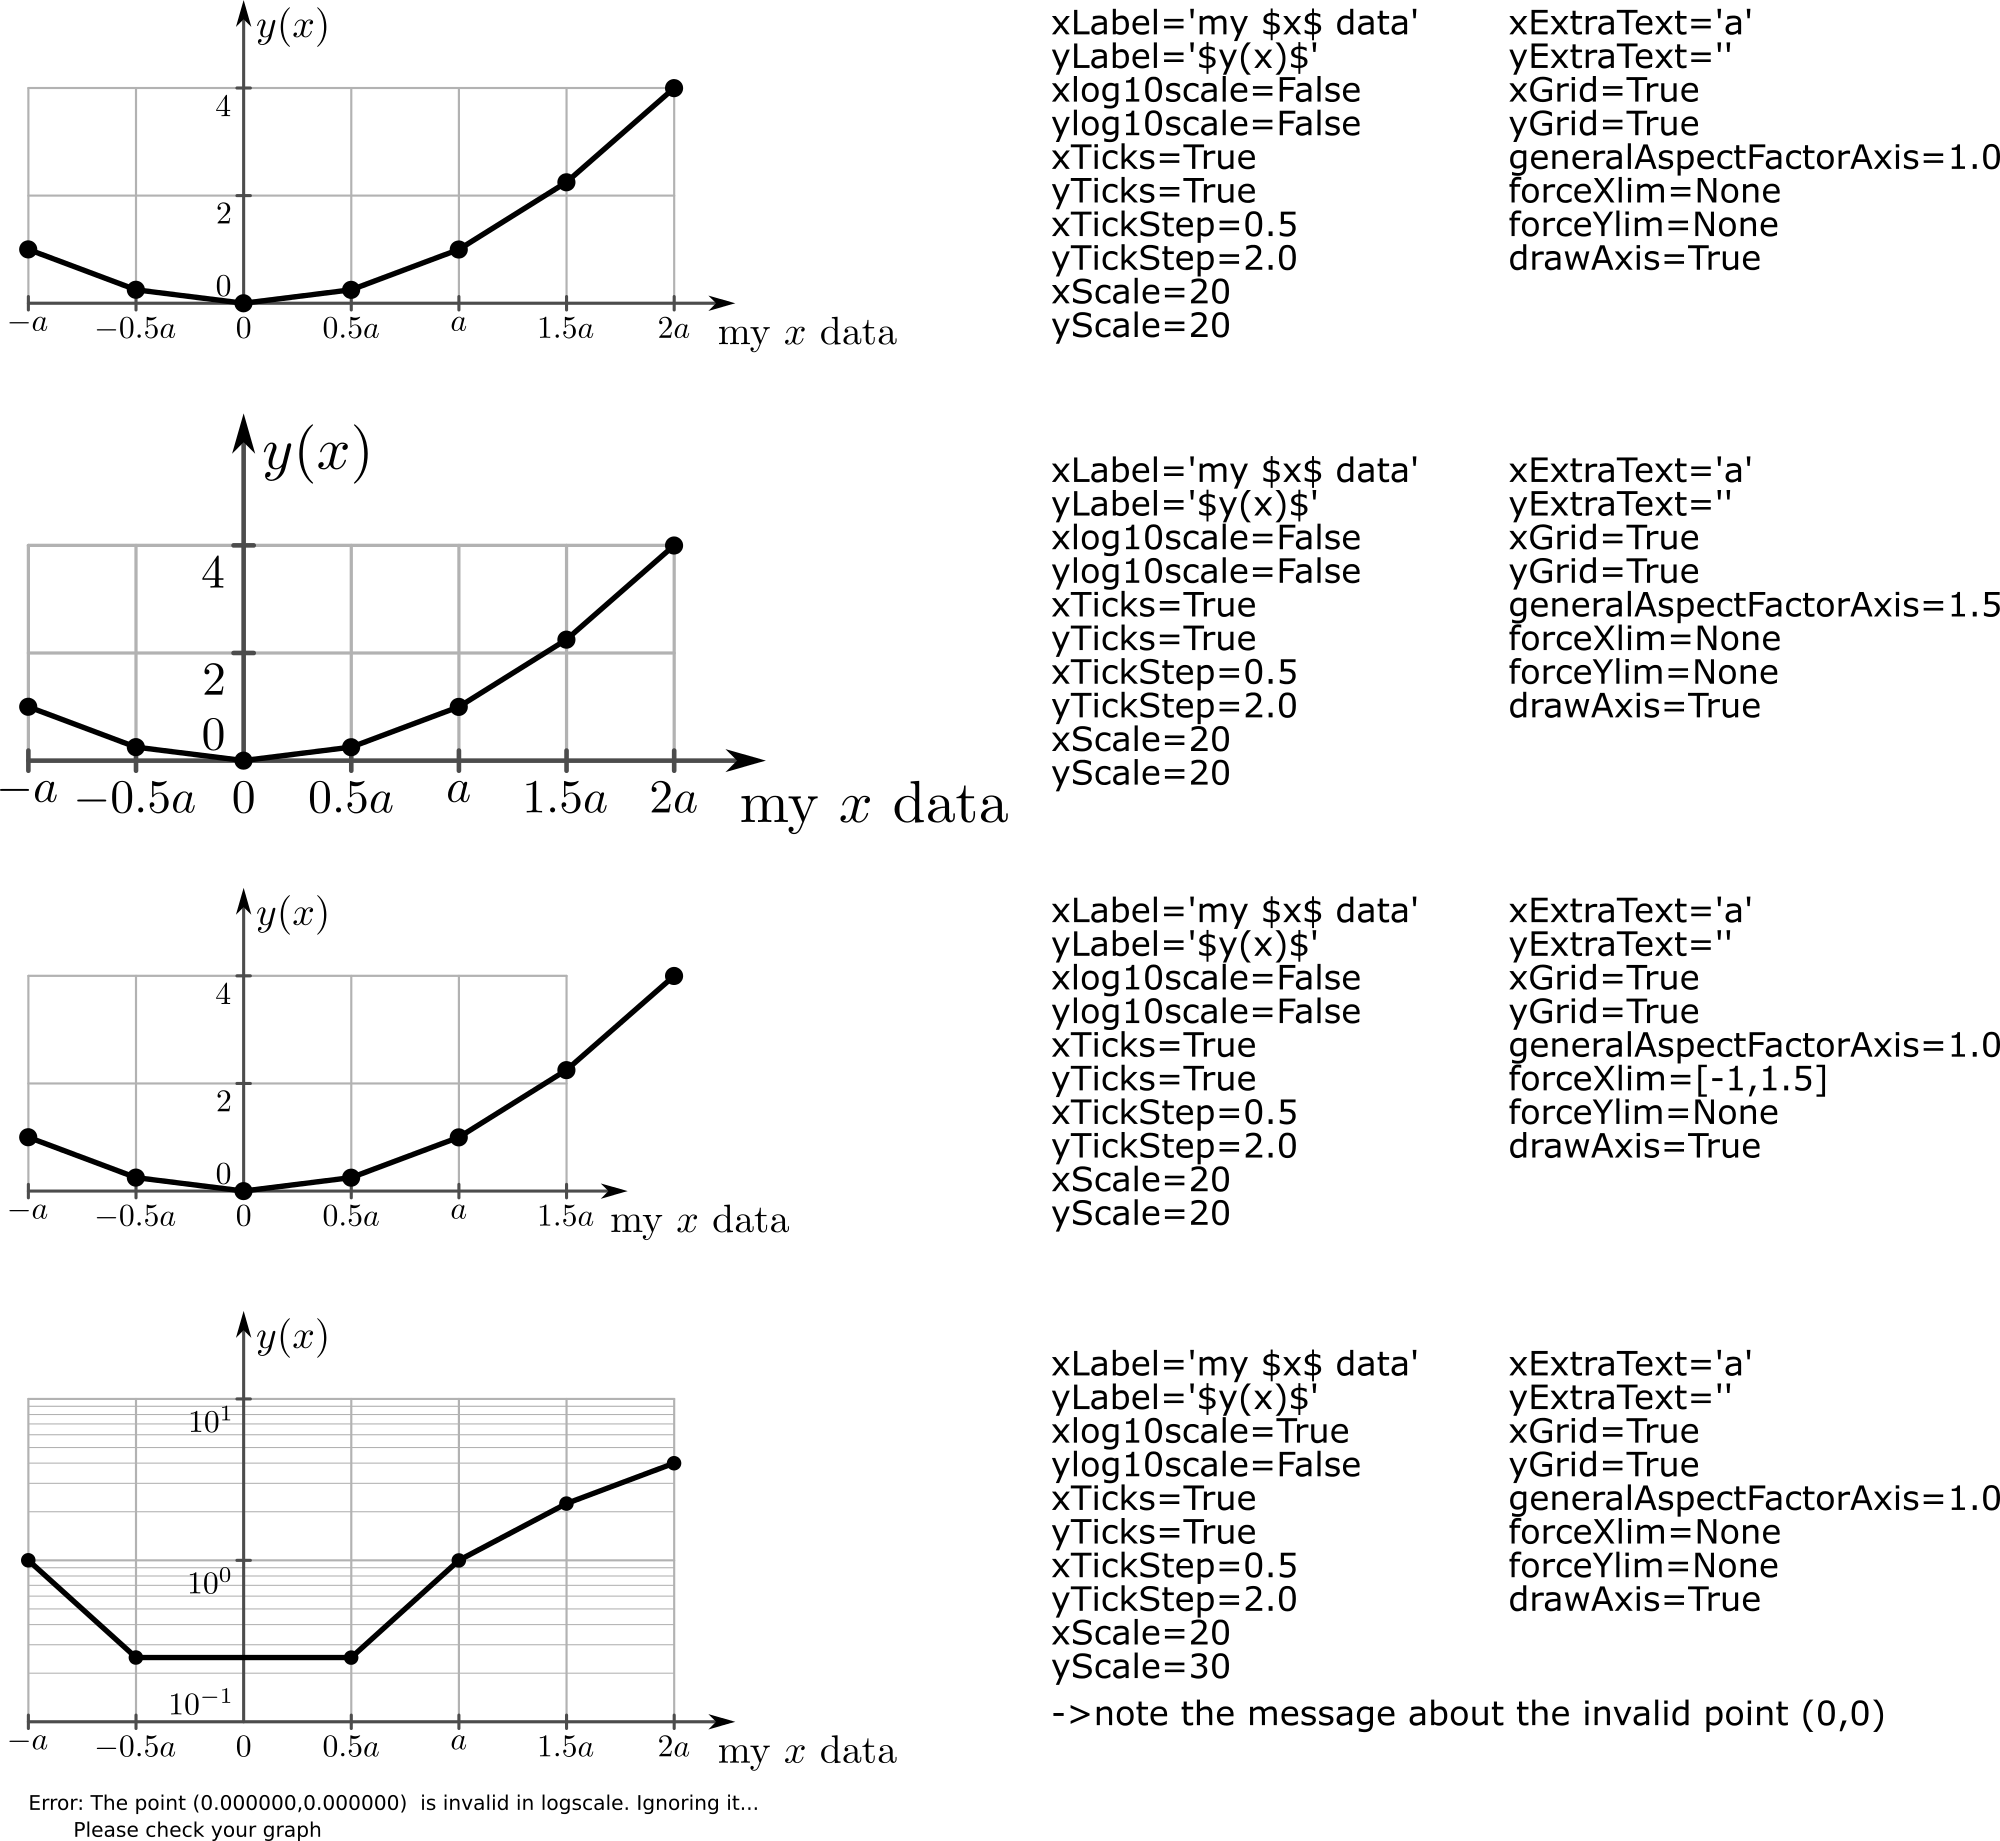 y(x)
4
2
0
−a −0.5a 0 0.5a a 1.5a 2a
my x data
xLabel='my $x$ data'
yLabel='$y(x)$'
xlog10scale=False
ylog10scale=False
xTicks=True
yTicks=True
xTickStep=0.5
yTickStep=2.0
xScale=20
yScale=20
xExtraText='a'
yExtraText=''
xGrid=True
yGrid=True
generalAspectFactorAxis=1.0
forceXlim=None
forceYlim=None
drawAxis=True
y(x)
4
2
0
−a −0.5a 0 0.5a a 1.5a 2a
my x data
xLabel='my $x$ data'
yLabel='$y(x)$'
xlog10scale=False
ylog10scale=False
xTicks=True
yTicks=True
xTickStep=0.5
yTickStep=2.0
xScale=20
yScale=20
xExtraText='a'
yExtraText=''
xGrid=True
yGrid=True
generalAspectFactorAxis=1.5
forceXlim=None
forceYlim=None
drawAxis=True
y(x)
4
2
0
−a −0.5a 0 0.5a a 1.5a
my x data
xLabel='my $x$ data'
yLabel='$y(x)$'
xlog10scale=False
ylog10scale=False
xTicks=True
yTicks=True
xTickStep=0.5
yTickStep=2.0
xScale=20
yScale=20
xExtraText='a'
yExtraText=''
xGrid=True
yGrid=True
generalAspectFactorAxis=1.0
forceXlim=[-1,1.5]
forceYlim=None
drawAxis=True
y(x)
10¹
10⁰
10⁻¹
−a −0.5a 0 0.5a a 1.5a 2a
my x data
Error: The point (0.000000,0.000000)  is invalid in logscale. Ignoring it...
Please check your graph
xLabel='my $x$ data'
yLabel='$y(x)$'
xlog10scale=True
ylog10scale=False
xTicks=True
yTicks=True
xTickStep=0.5
yTickStep=2.0
xScale=20
yScale=30
xExtraText='a'
yExtraText=''
xGrid=True
yGrid=True
generalAspectFactorAxis=1.0
forceXlim=None
forceYlim=None
drawAxis=True
->note the message about the invalid point (0,0)